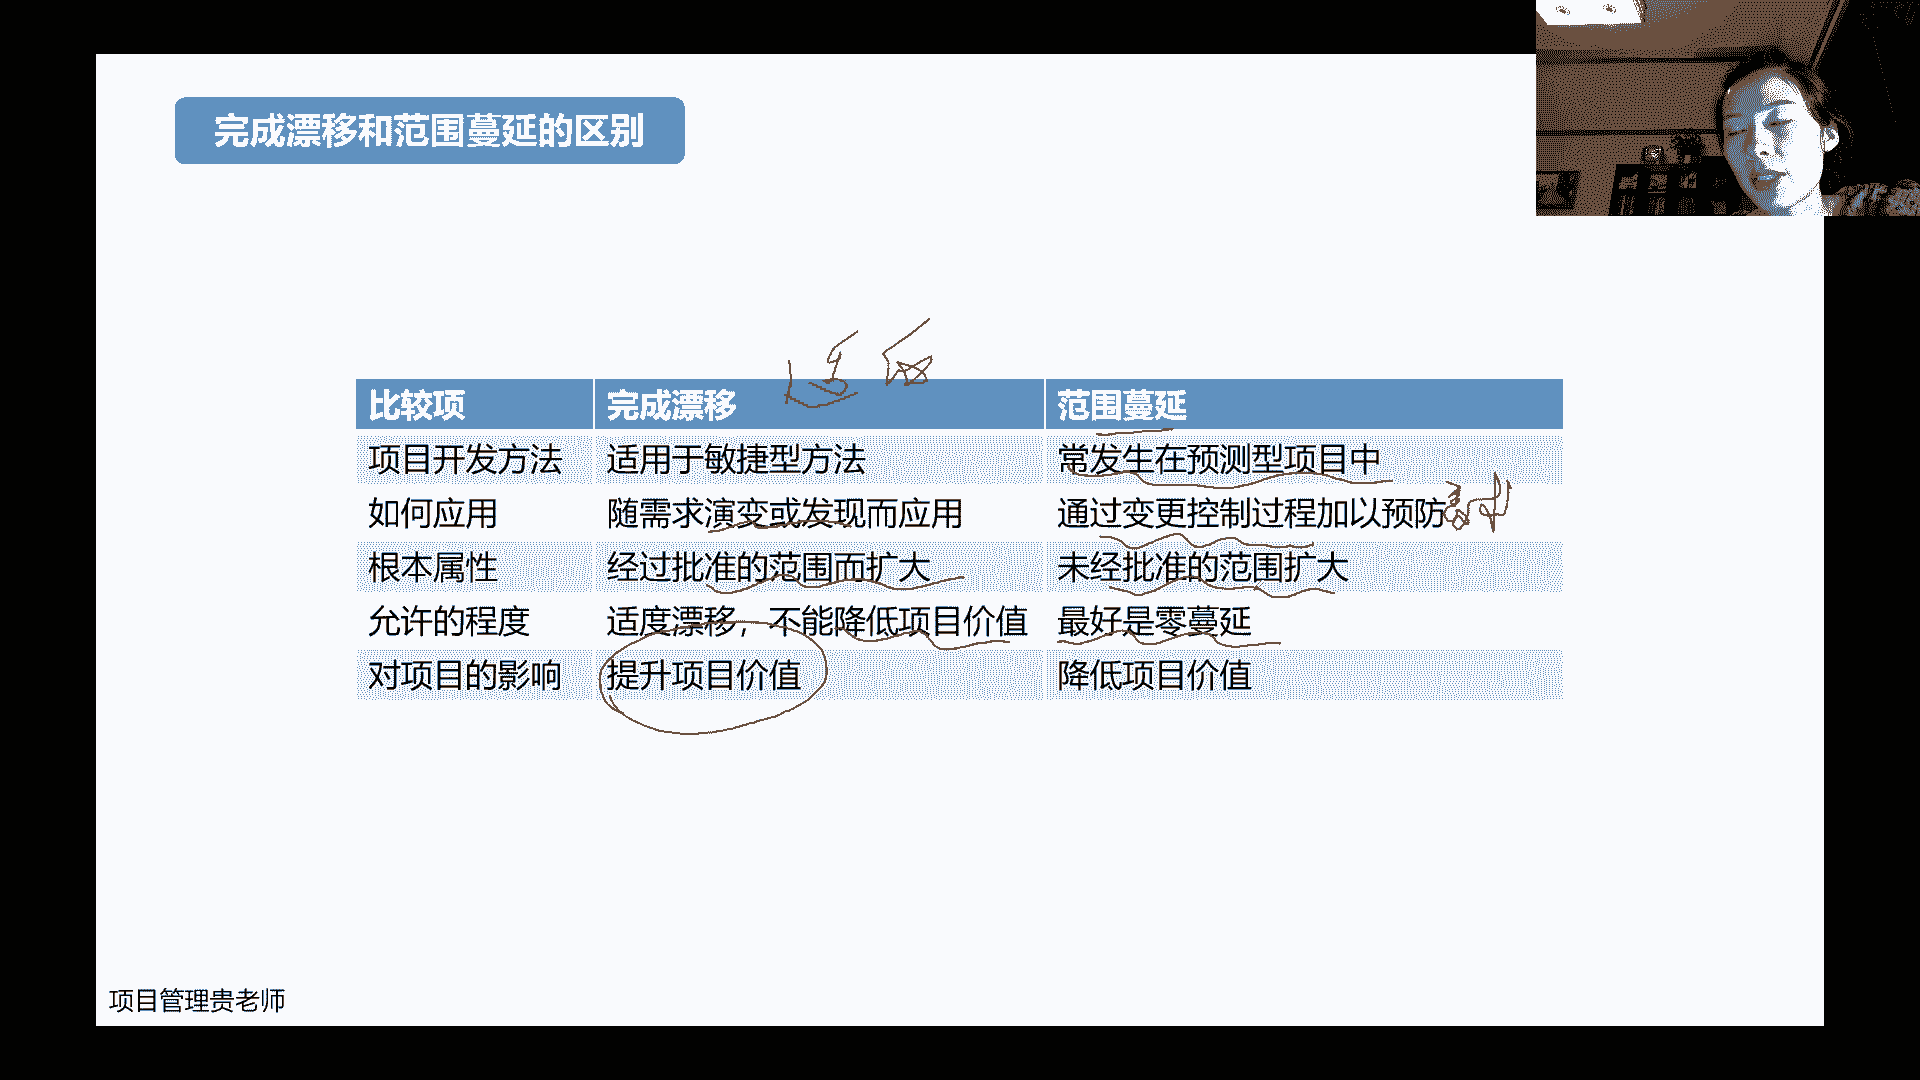 完成漂移和范围蔓延的区别
比较项 完成漂移 范围蔓延
项目开发方法 适用于敏捷型方法 常发生在预测型项目中
如何应用 随需求演变或发现而应用 通过变更控制过程加以预防
根本属性 经过批准的范围而扩大 未经批准的范围扩大
允许的程度 适度漂移，不能降低项目价值 最好是零蔓延
对项目的影响 提升项目价值 降低项目价值
项目管理贵老师